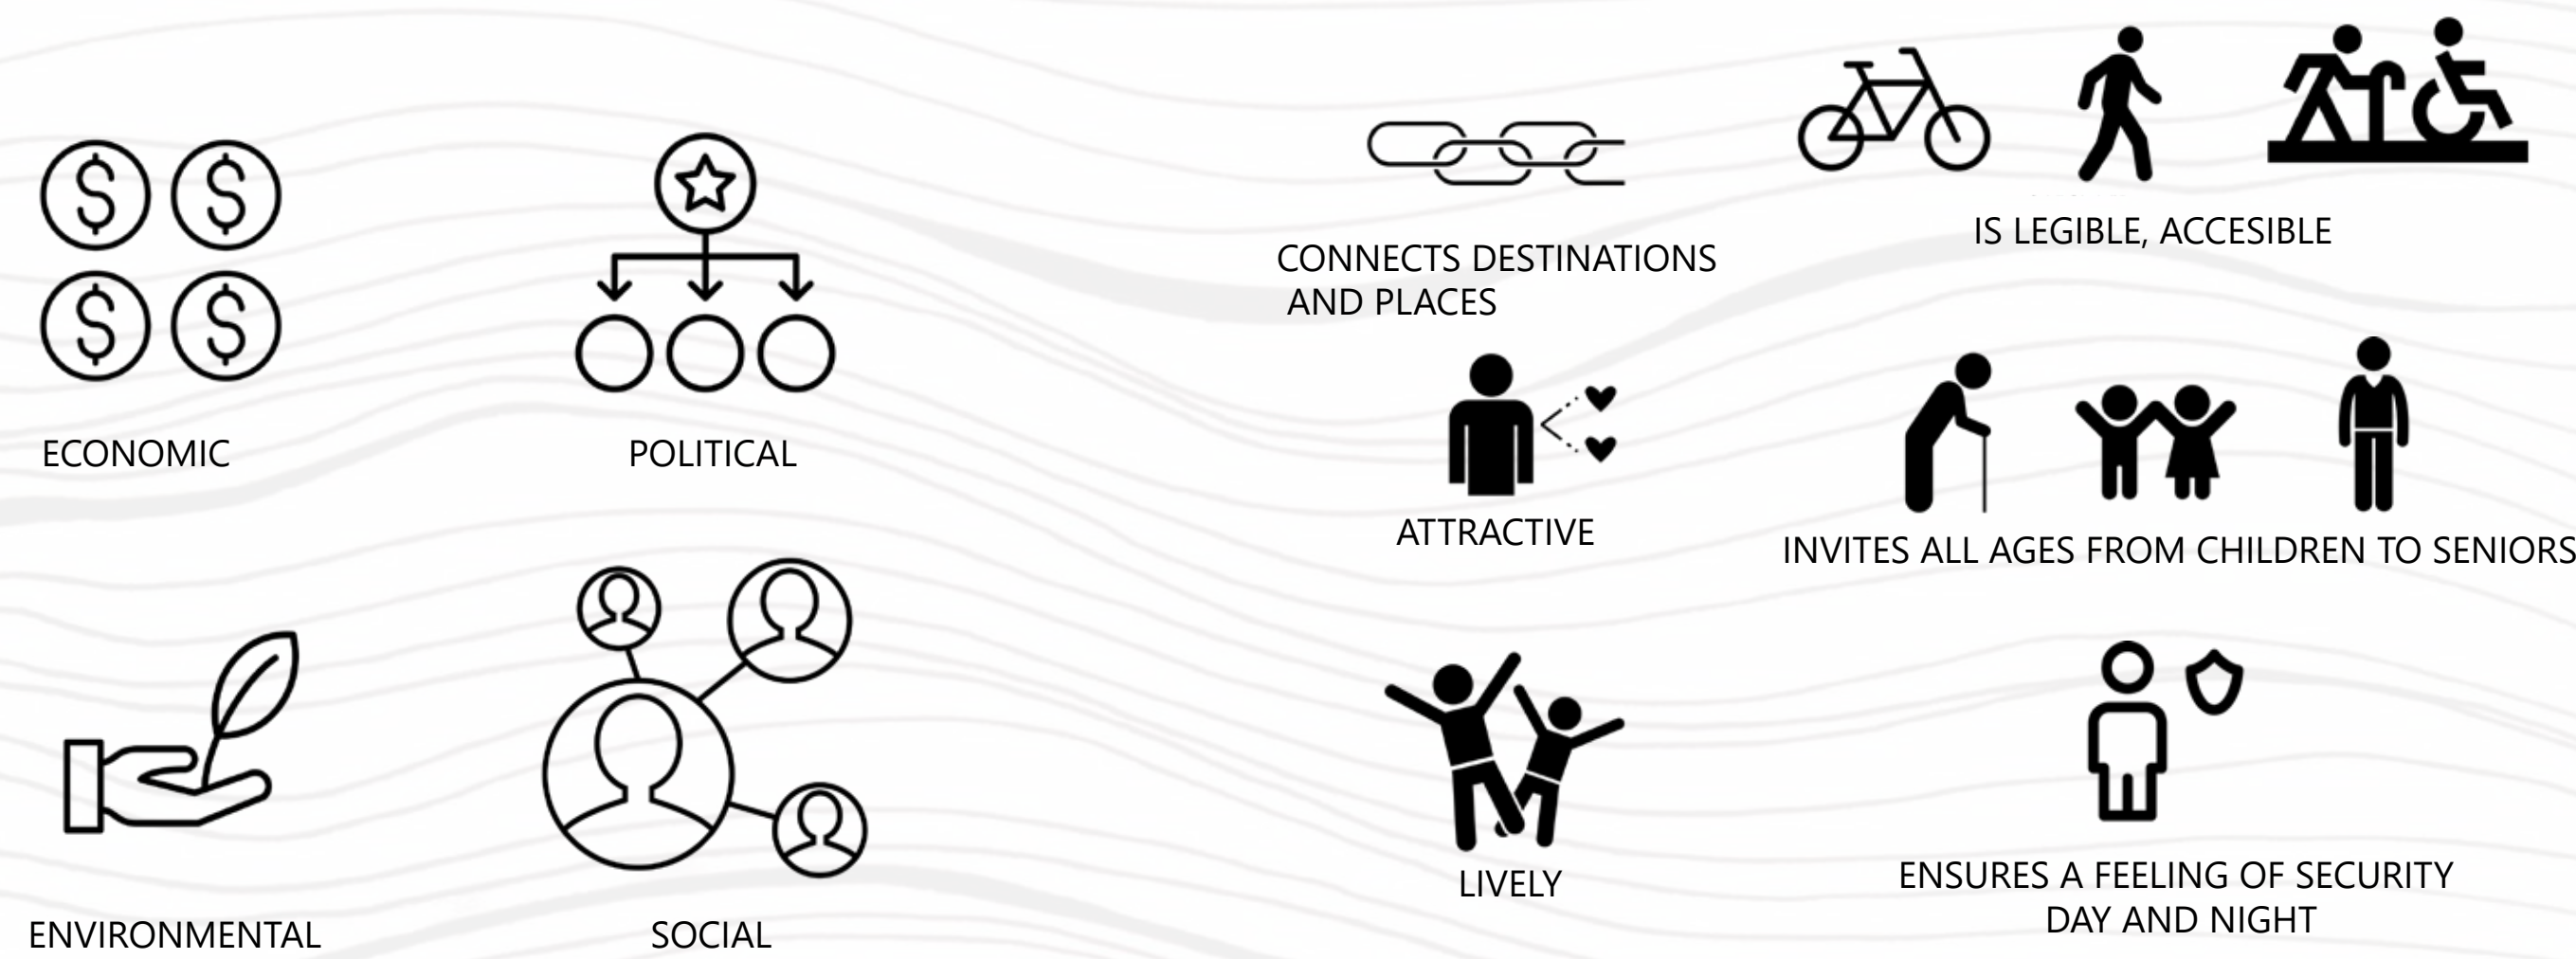 ECONOMIC
POLITICAL
ENVIRONMENTAL
SOCIAL
CONNECTS DESTINATIONS
AND PLACES
IS LEGIBLE, ACCESIBLE
ATTRACTIVE
INVITES ALL AGES FROM CHILDREN TO SENIORS
LIVELY
ENSURES A FEELING OF SECURITY
DAY AND NIGHT